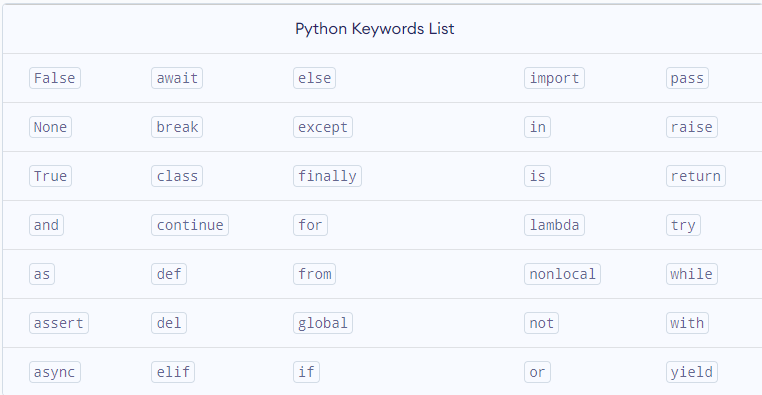 Python Keywords List
False await else import pass
None break except in raise
True class finally is return
and continue for lambda try
as def from nonlocal while
assert del global not with
async elif if or yield